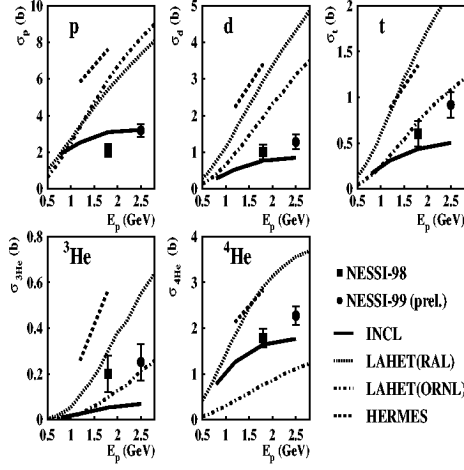 σp (b)
p
10
8
6
4
2
0
0.5 1 1.5 2 2.5
Ep (GeV)
σd (b)
d
5
4
3
2
1
0
0.5 1 1.5 2 2.5
Ep (GeV)
σt (b)
t
2
1.5
1
0.5
0
0.5 1 1.5 2 2.5
Ep (GeV)
σ3He (b)
3He
0.8
0.6
0.4
0.2
0
0.5 1 1.5 2 2.5
Ep (GeV)
σ4He (b)
4He
4
3
2
1
0
0.5 1 1.5 2 2.5
Ep (GeV)
NESSI-98
NESSI-99 (prel.)
INCL
LAHET(RAL)
LAHET(ORNL)
HERMES